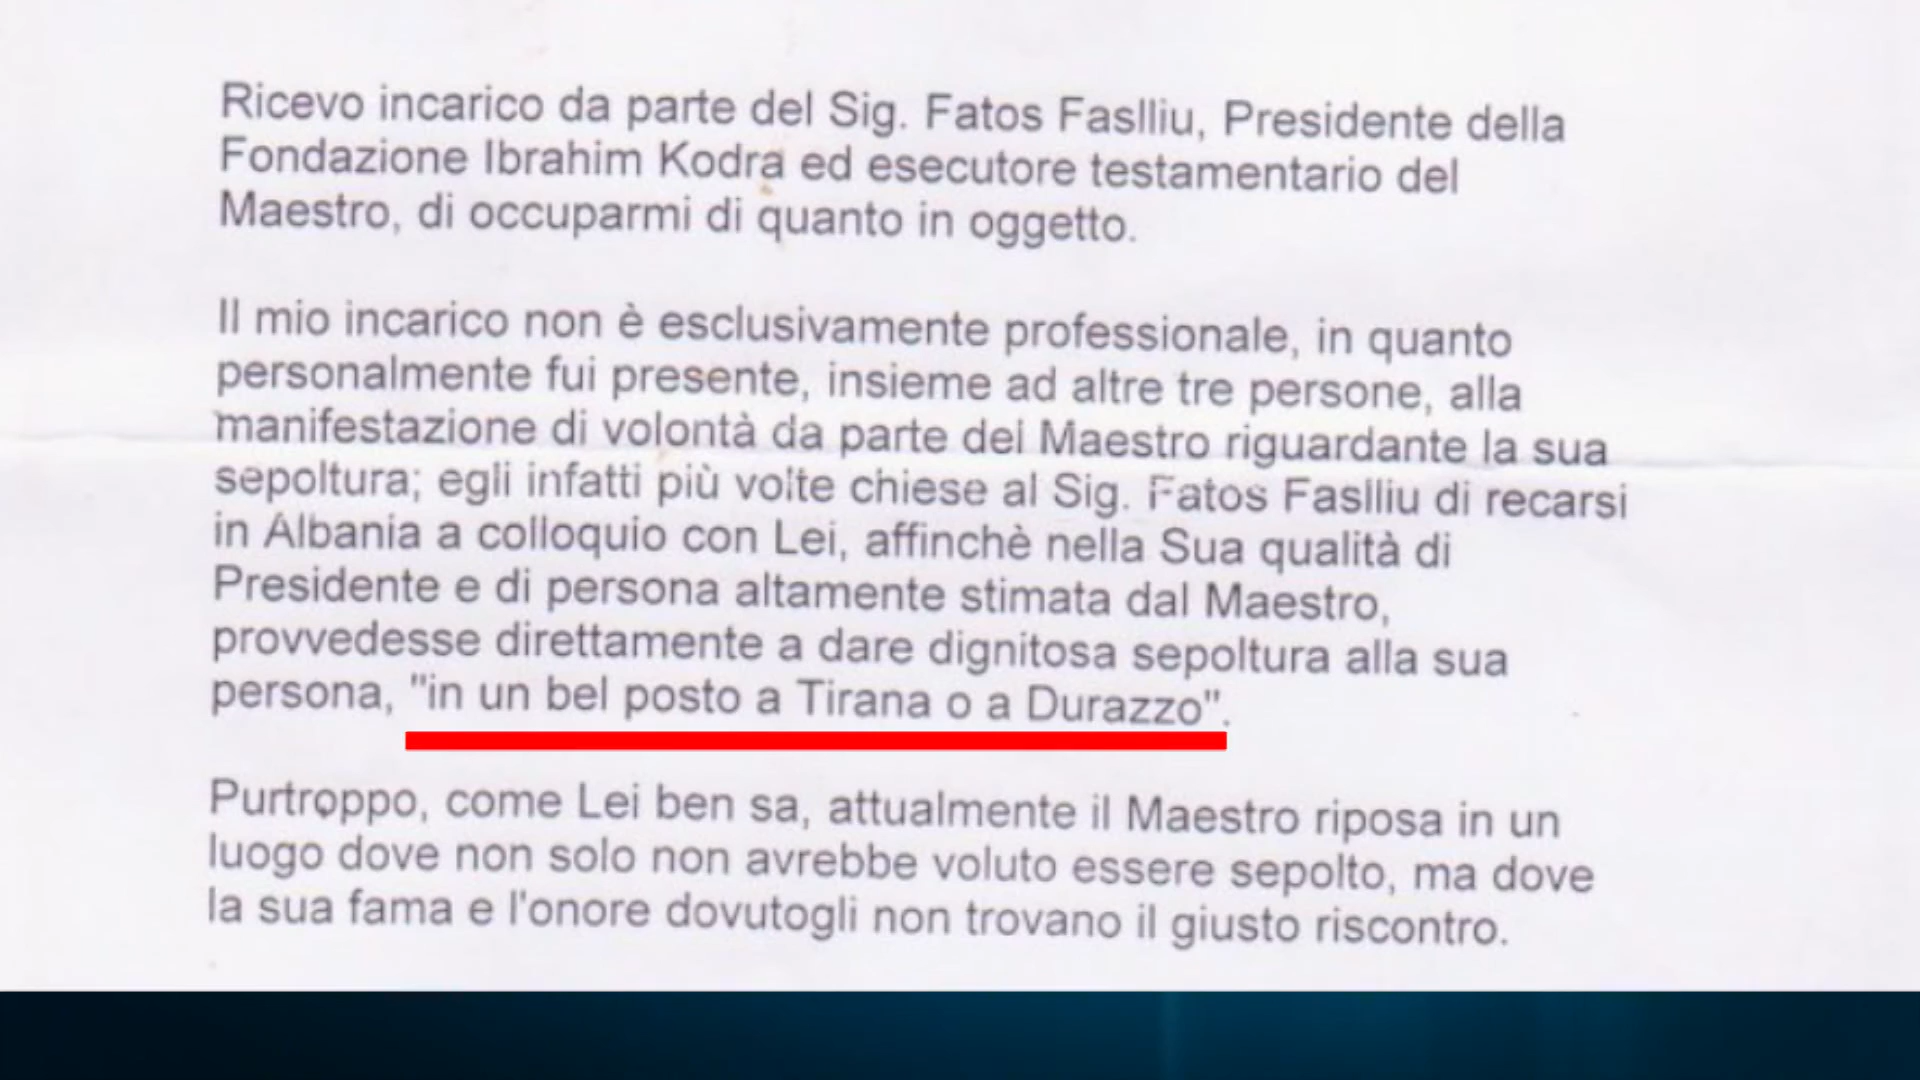 Ricevo incarico da parte del Sig. Fatos Faslliu, Presidente della
Fondazione Ibrahim Kodra ed esecutore testamentario del
Maestro, di occuparmi di quanto in oggetto.
Il mio incarico non è esclusivamente professionale, in quanto
personalmente fui presente, insieme ad altre tre persone, alla
manifestazione di volontà da parte del Maestro riguardante la sua
sepoltura; egli infatti più volte chiese al Sig. Fatos Faslliu di recarsi
in Albania a colloquio con Lei, affinchè nella Sua qualità di
Presidente e di persona altamente stimata dal Maestro,
provvedesse direttamente a dare dignitosa sepoltura alla sua
persona, "in un bel posto a Tirana o a Durazzo".
Purtroppo, come Lei ben sa, attualmente il Maestro riposa in un
luogo dove non solo non avrebbe voluto essere sepolto, ma dove
la sua fama e l'onore dovutogli non trovano il giusto riscontro.